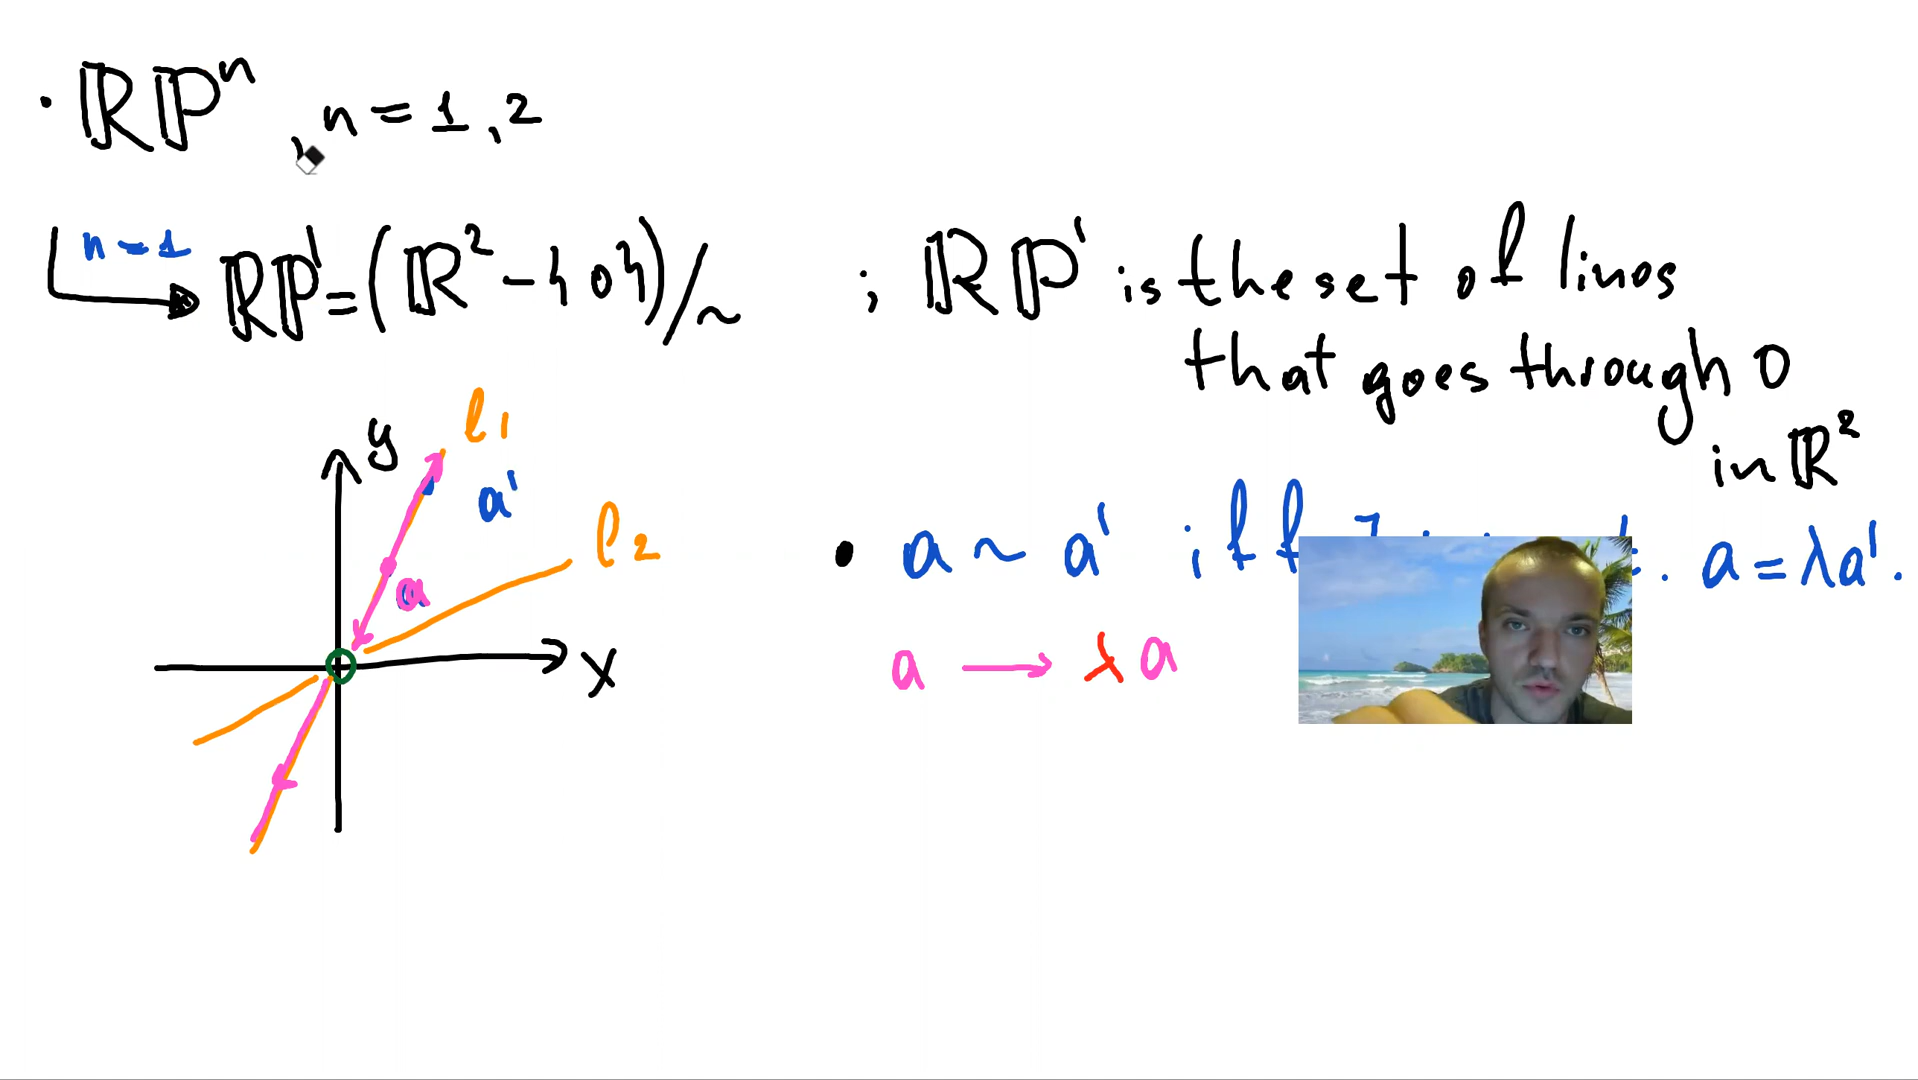 · ℝℙⁿ , n = 1, 2
n = 1
ℝℙ¹ = (ℝ² - {0}) / ~ ; ℝℙ¹ is the set of lines
that goes through 0
in ℝ²
y
l1
a'
l2
a
x
• a ~ a' iff . a = λa'.
a → λa